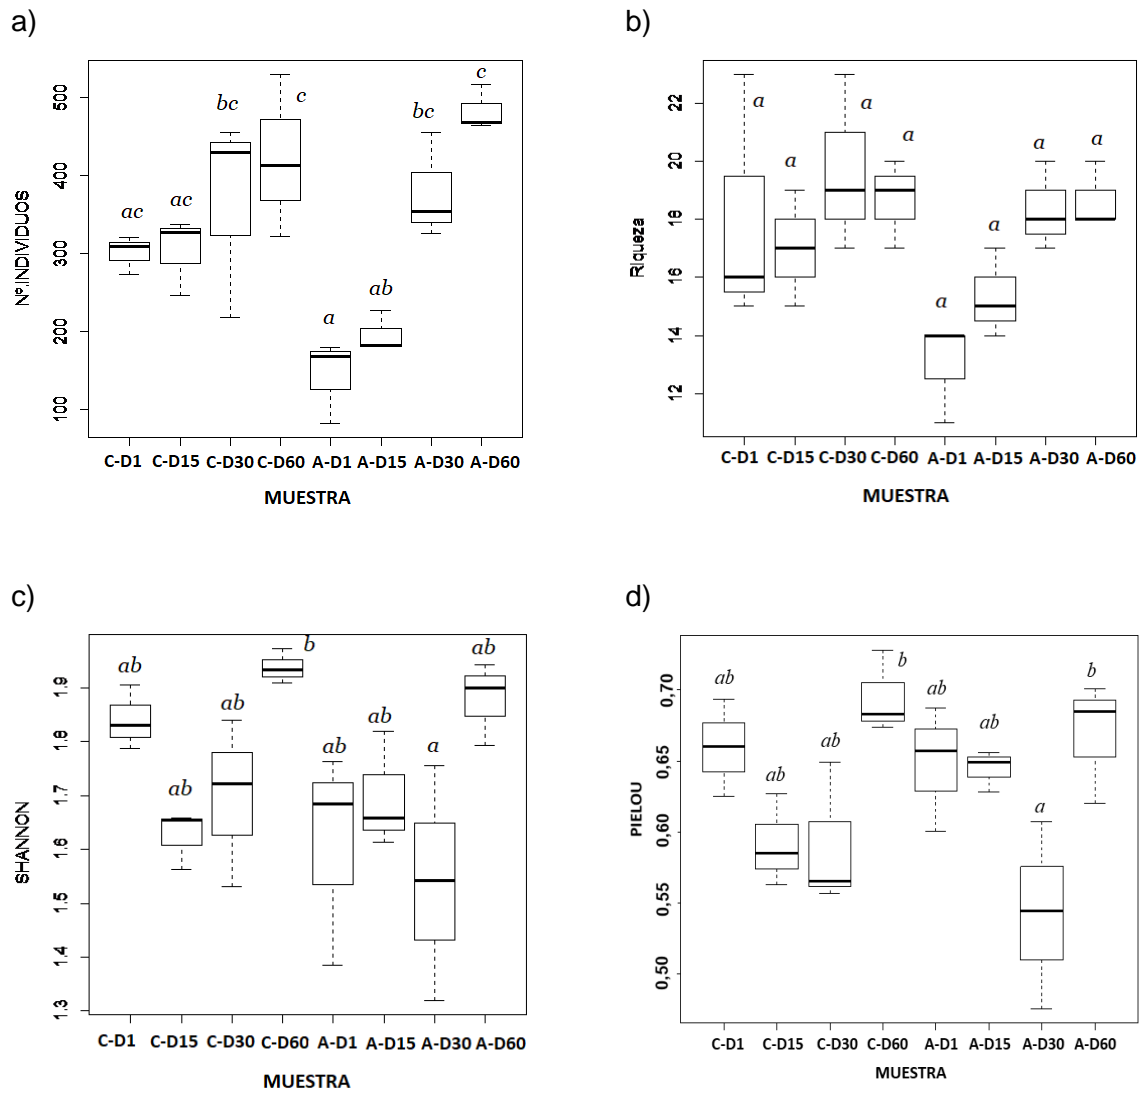 a)
500
400
300
200
100
Nº.INDIVIDUOS
ac
ac
bc
c
a
ab
bc
c
C-D1 C-D15 C-D30 C-D60 A-D1 A-D15 A-D30 A-D60
MUESTRA
b)
22
20
18
16
14
12
Riqueza
a
a
a
a
a
a
a
a
C-D1 C-D15 C-D30 C-D60 A-D1 A-D15 A-D30 A-D60
MUESTRA
c)
1.9
1.8
1.7
1.6
1.5
1.4
1.3
SHANNON
ab
ab
ab
b
ab
ab
a
ab
C-D1 C-D15 C-D30 C-D60 A-D1 A-D15 A-D30 A-D60
MUESTRA
d)
0,70
0,65
0,60
0,55
0,50
PIELOU
ab
ab
ab
b
ab
ab
a
b
C-D1 C-D15 C-D30 C-D60 A-D1 A-D15 A-D30 A-D60
MUESTRA